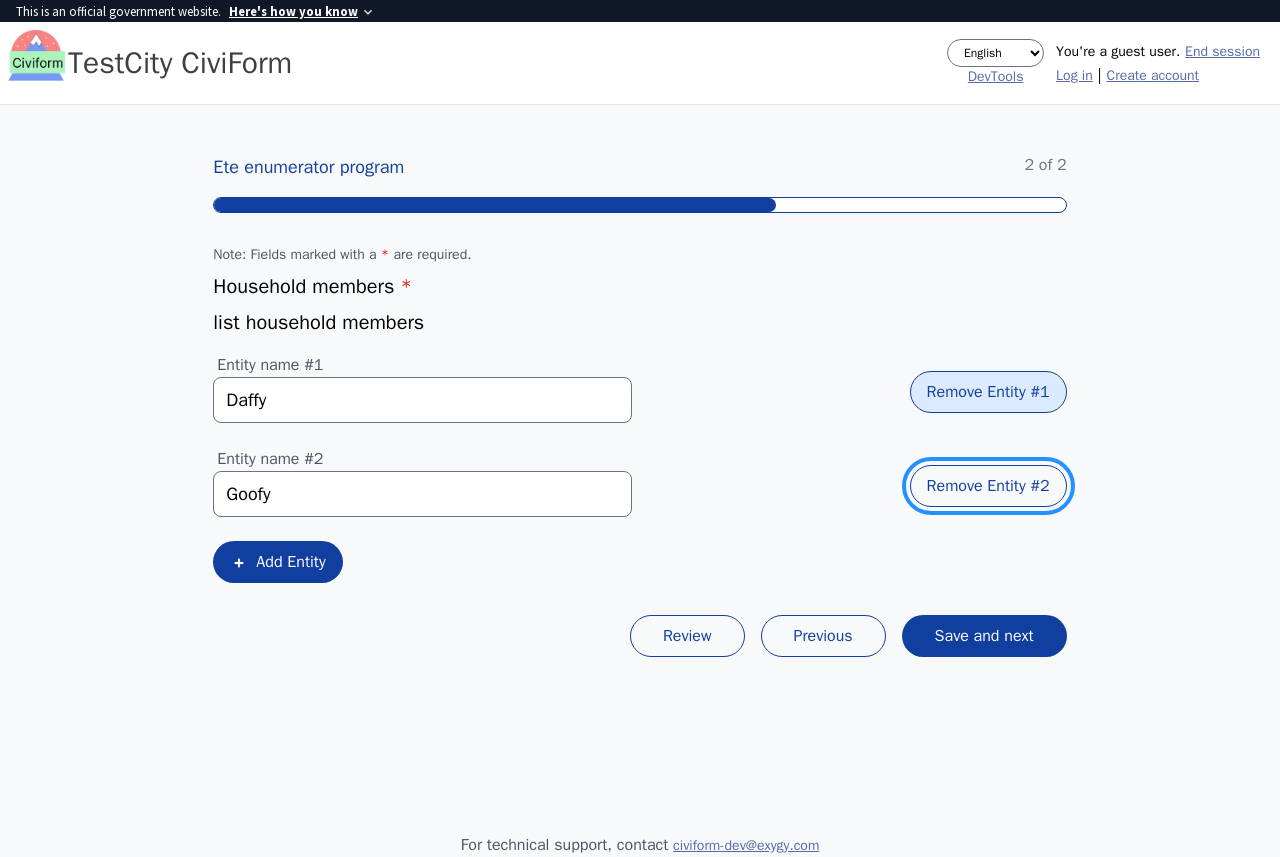 This is an official government website. Here's how you know
Civiform
TestCity CiviForm
English
DevTools
You're a guest user. End session
Log in | Create account
Ete enumerator program
2 of 2
Note: Fields marked with a * are required.
Household members *
list household members
Entity name #1
Daffy
Remove Entity #1
Entity name #2
Goofy
Remove Entity #2
+ Add Entity
Review
Previous
Save and next
For technical support, contact civiform-dev@exygy.com